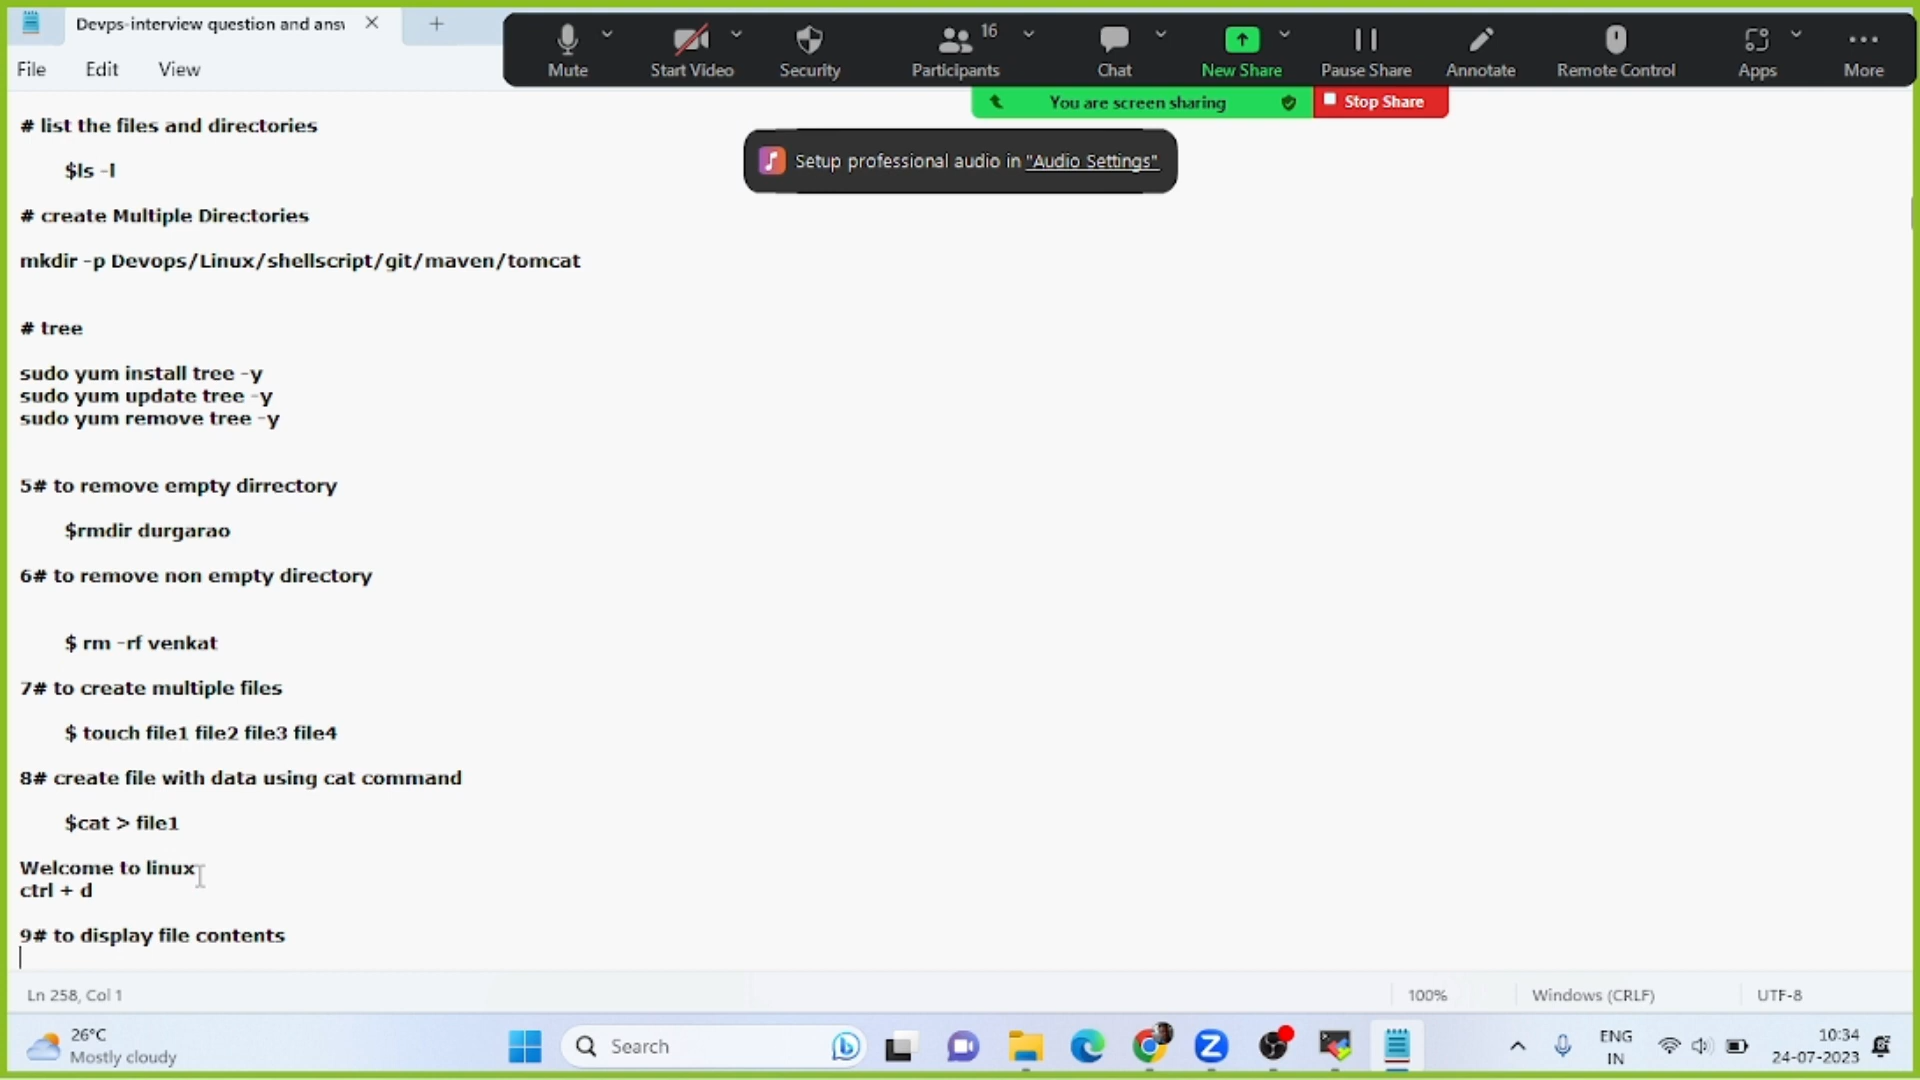 Devps-interview question and ansv
File Edit View
Mute
Start Video
Security
16
Participants
Chat
New Share
Pause Share
Annotate
Remote Control
Apps
More
You are screen sharing
Stop Share
Setup professional audio in "Audio Settings"
# list the files and directories
$ls -l
# create Multiple Directories
mkdir -p Devops/Linux/shellscript/git/maven/tomcat
# tree
sudo yum install tree -y
sudo yum update tree -y
sudo yum remove tree -y
5# to remove empty dirrectory
$rmdir durgarao
6# to remove non empty directory
$ rm -rf venkat
7# to create multiple files
$ touch file1 file2 file3 file4
8# create file with data using cat command
$cat > file1
Welcome to linux
ctrl + d
9# to display file contents
Ln 258, Col 1
100%
Windows (CRLF)
UTF-8
26°C
Mostly cloudy
Search
ENG
IN
10:34
24-07-2023